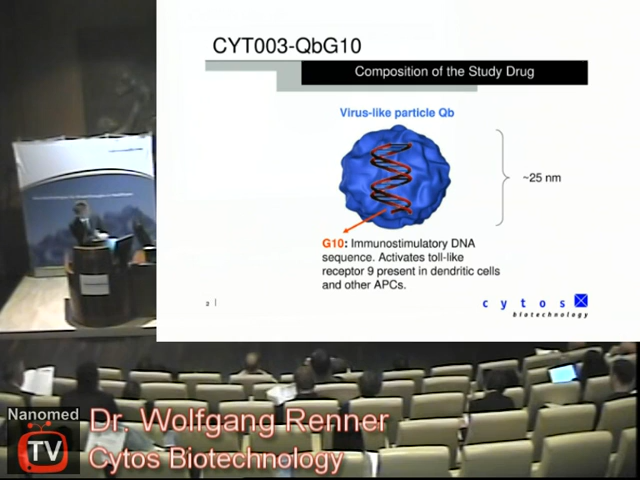 CYT003-QbG10
Composition of the Study Drug
Virus-like particle Qb
~25 nm
G10: Immunostimulatory DNA
sequence. Activates toll-like
receptor 9 present in dendritic cells
and other APCs.
2
cytos
biotechnology
Nanomed
TV
Dr. Wolfgang Renner
Cytos Biotechnology